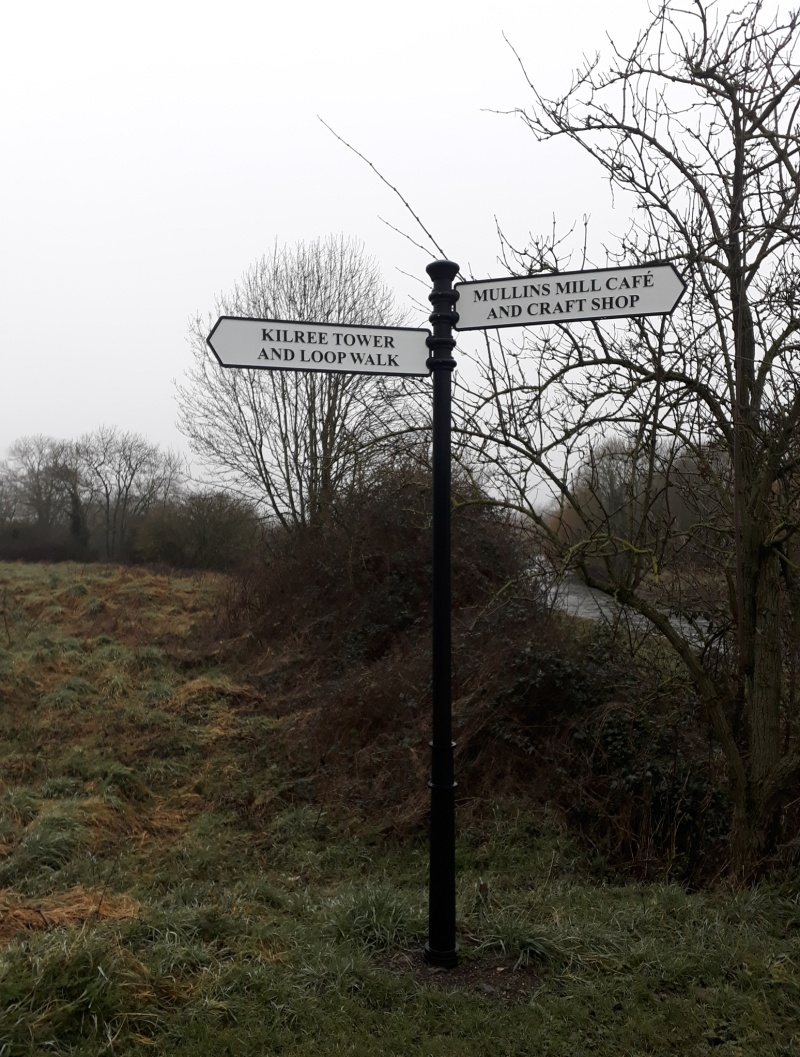 KILREE TOWER
AND LOOP WALK
MULLINS MILL CAFÉ
AND CRAFT SHOP